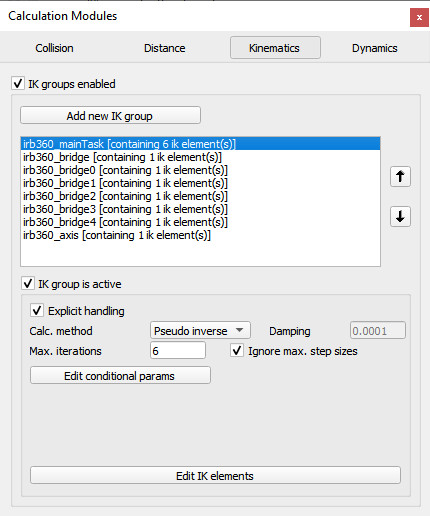 Calculation Modules
x
Collision Distance Kinematics Dynamics
IK groups enabled
Add new IK group
irb360_mainTask [containing 6 ik element(s)]
irb360_bridge [containing 1 ik element(s)]
irb360_bridge0 [containing 1 ik element(s)]
irb360_bridge1 [containing 1 ik element(s)]
irb360_bridge2 [containing 1 ik element(s)]
irb360_bridge3 [containing 1 ik element(s)]
irb360_bridge4 [containing 1 ik element(s)]
irb360_axis [containing 1 ik element(s)]
IK group is active
Explicit handling
Calc. method Pseudo inverse Damping 0.0001
Max. iterations 6 Ignore max. step sizes
Edit conditional params
Edit IK elements